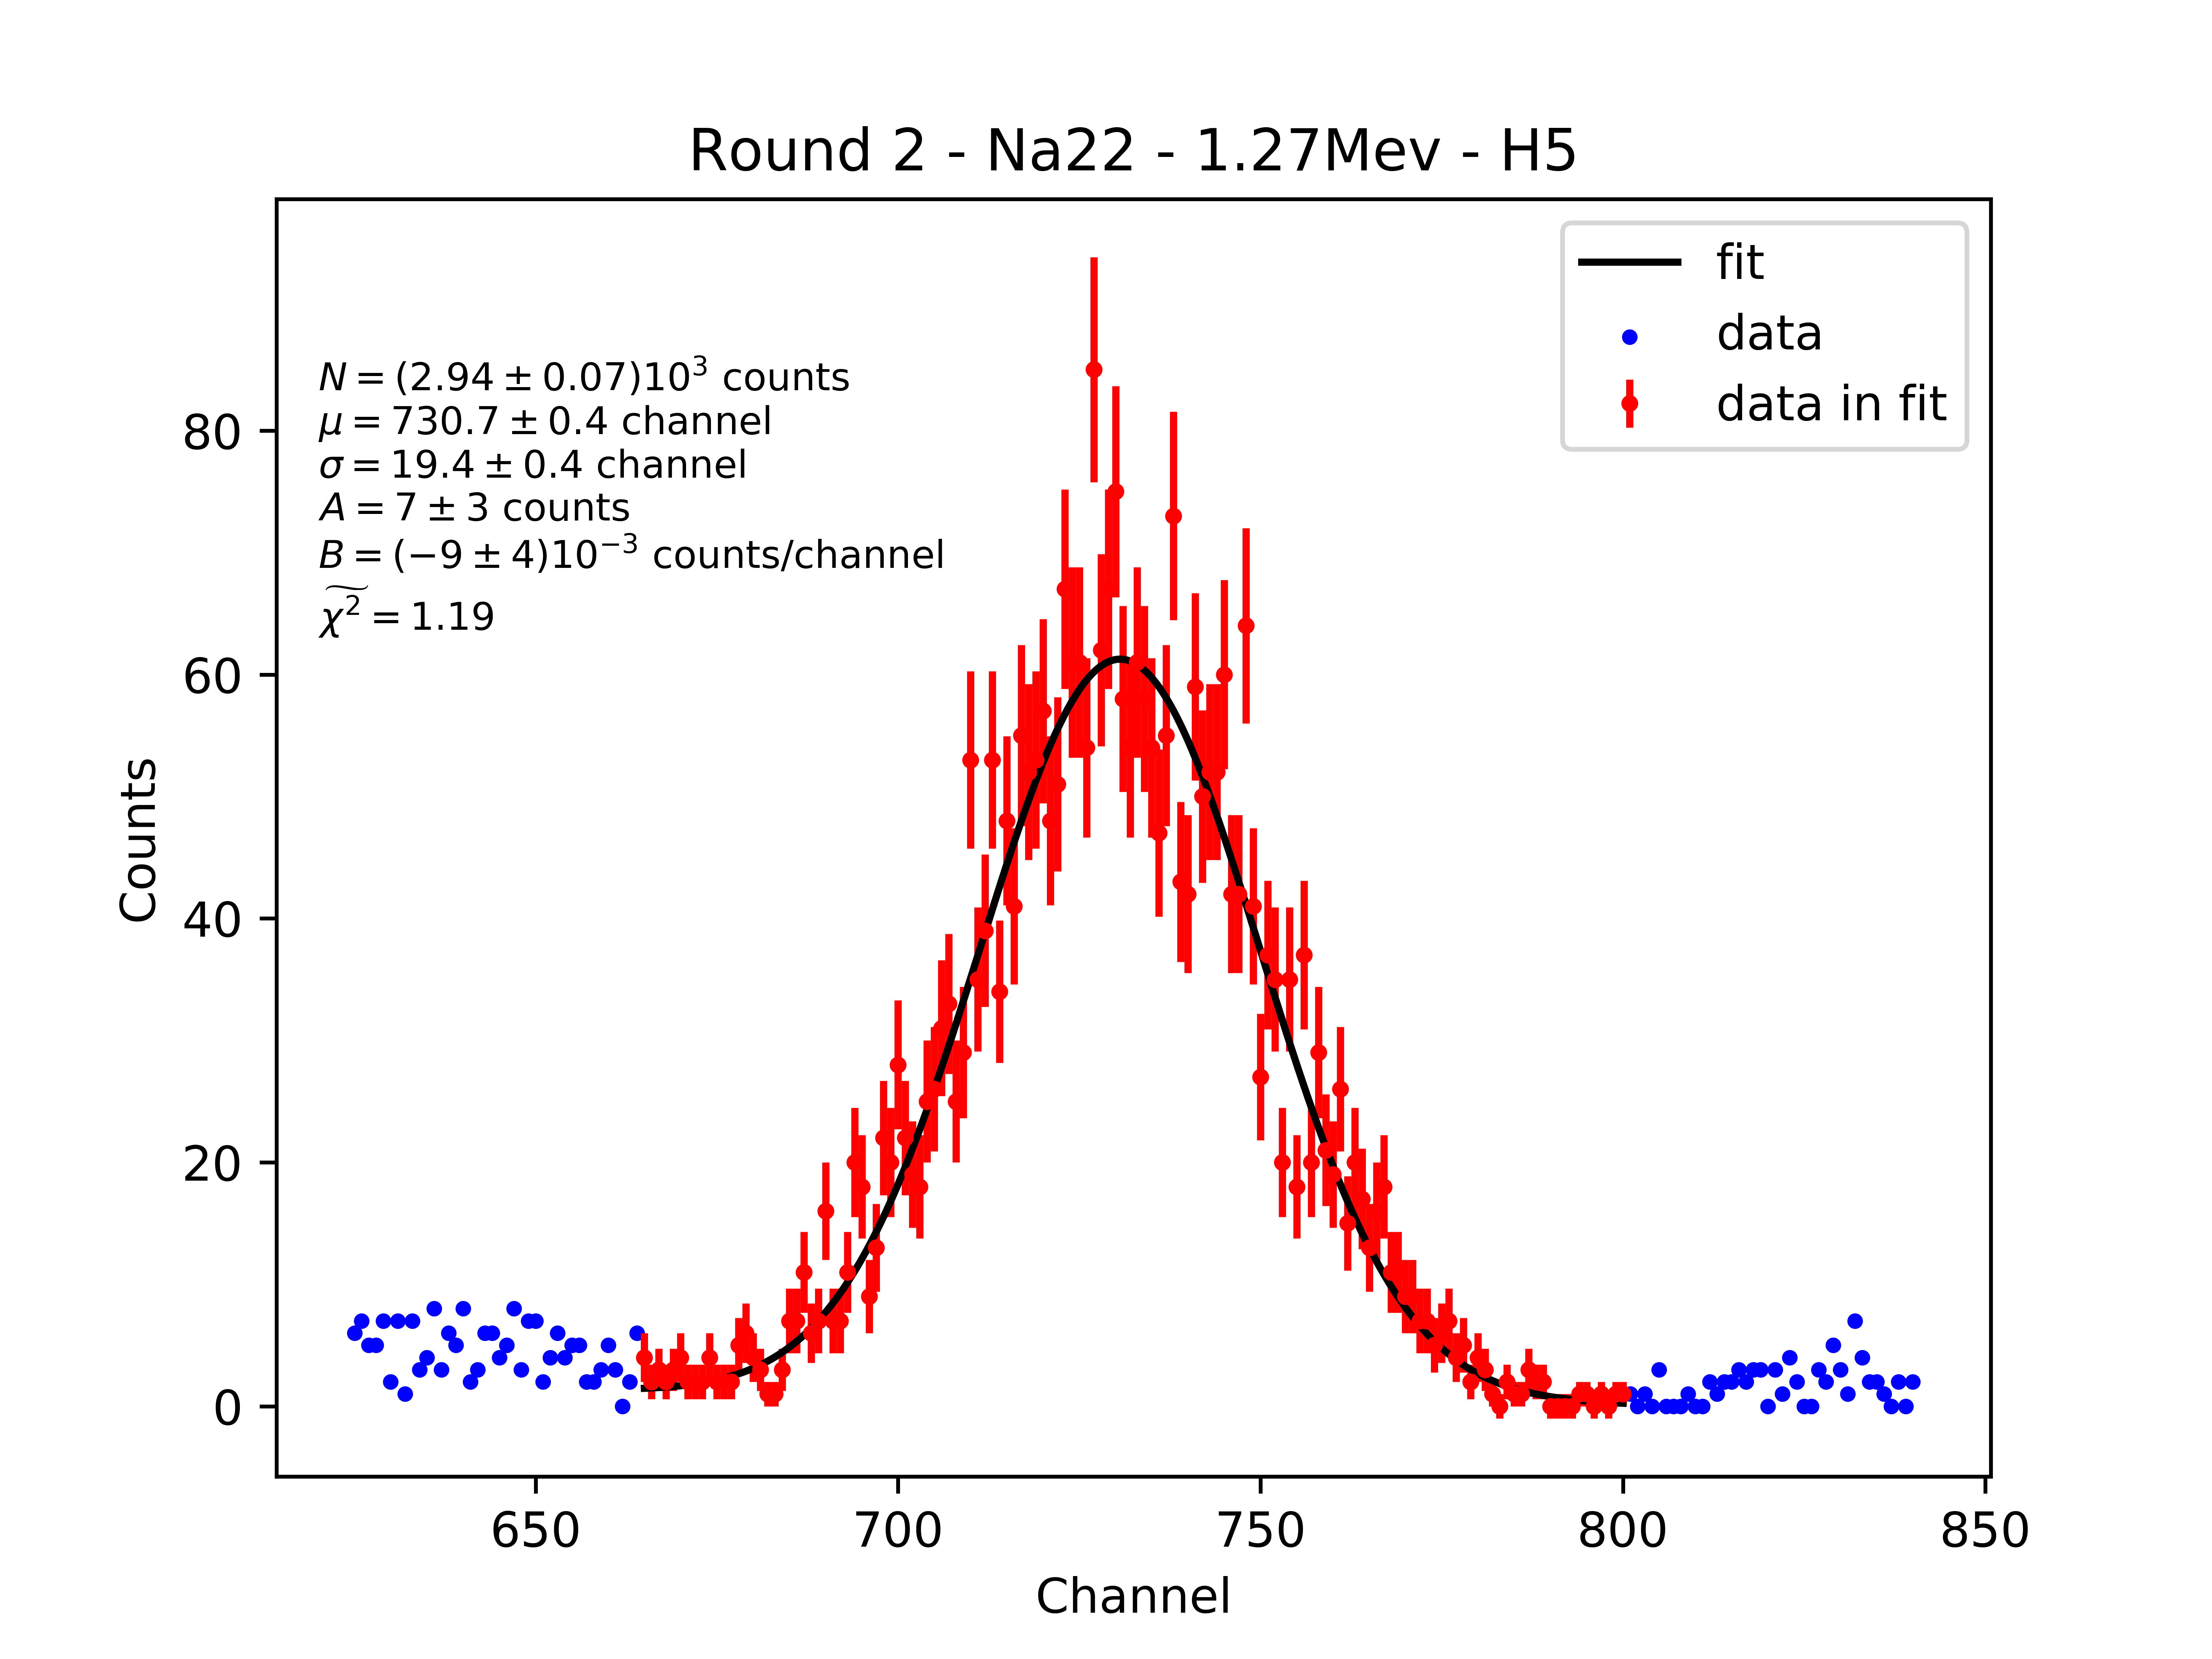 Round 2 - Na22 - 1.27Mev - H5
fit
data
data in fit
N = (2.94 ± 0.07)10³ counts
μ = 730.7 ± 0.4 channel
σ = 19.4 ± 0.4 channel
A = 7 ± 3 counts
B = (−9 ± 4)10⁻³ counts/channel
χ̃² = 1.19
Counts
80
60
40
20
0
650 700 750 800 850
Channel